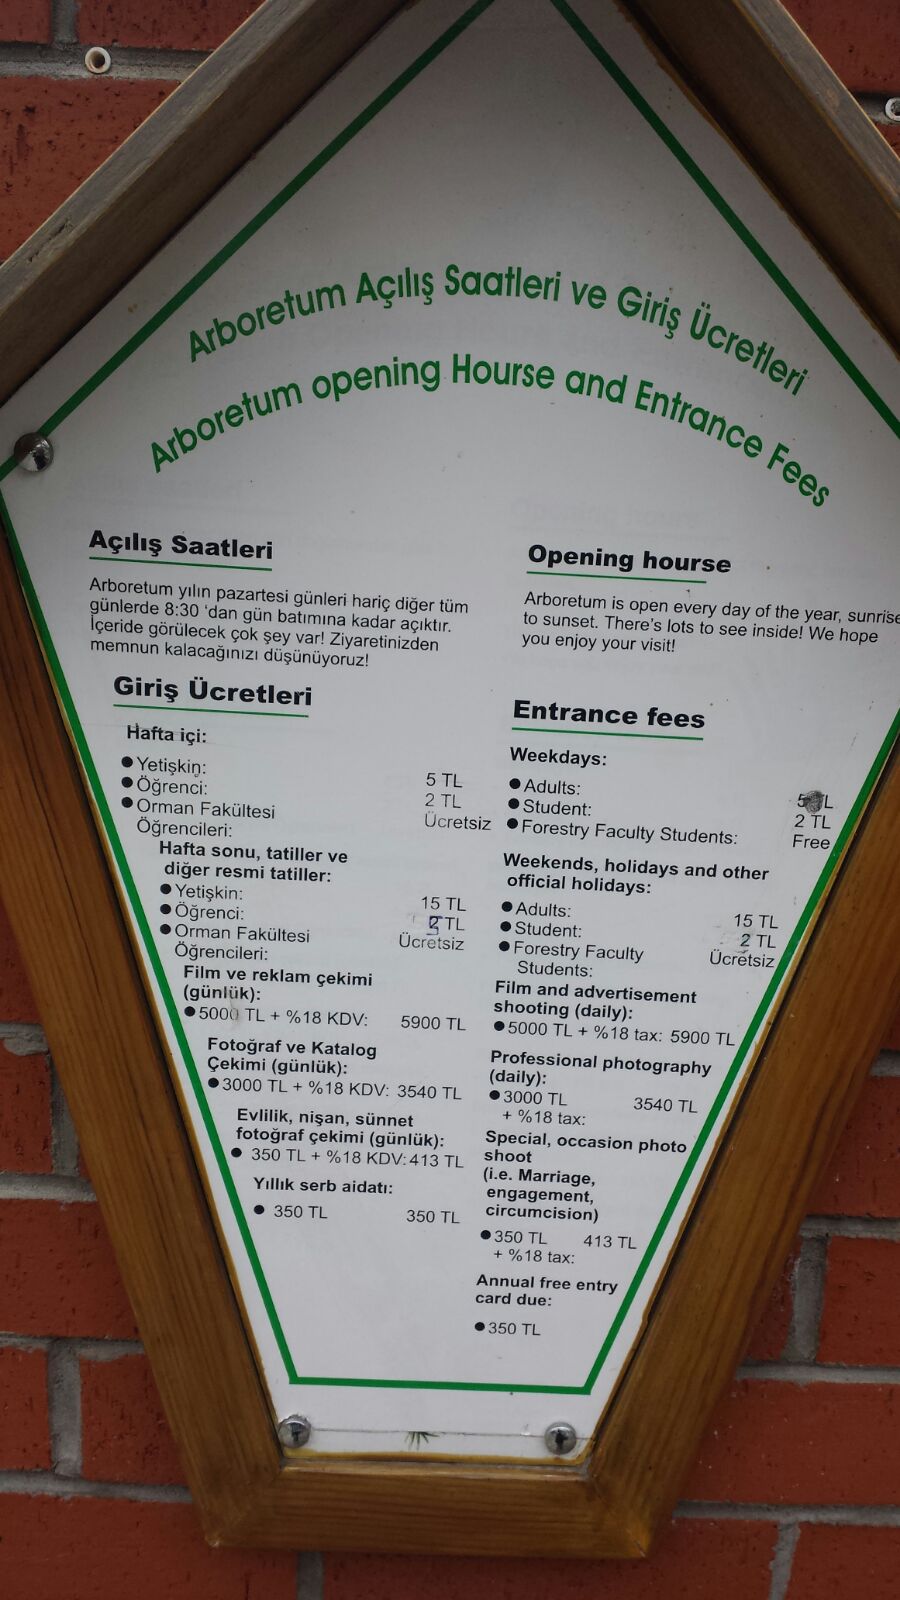 Arboretum Açılış Saatleri ve Giriş Ücretleri
Arboretum opening Hourse and Entrance Fees
Açılış Saatleri
Arboretum yılın pazartesi günleri hariç diğer tüm
günlerde 8:30 'dan gün batımına kadar açıktır.
İçeride görülecek çok şey var! Ziyaretinizden
memnun kalacağınızı düşünüyoruz!
Giriş Ücretleri
Hafta içi:
Yetişkin: 5 TL
Öğrenci: 2 TL
Orman Fakültesi Ücretsiz
Öğrencileri:
Hafta sonu, tatiller ve
diğer resmi tatiller:
Yetişkin: 15 TL
Öğrenci: TL
Orman Fakültesi Ücretsiz
Öğrencileri:
Film ve reklam çekimi
(günlük):
5000 TL + %18 KDV: 5900 TL
Fotoğraf ve Katalog
Çekimi (günlük):
3000 TL + %18 KDV: 3540 TL
Evlilik, nişan, sünnet
fotoğraf çekimi (günlük):
350 TL + %18 KDV: 413 TL
Yıllık serb aidatı:
350 TL 350 TL
Opening hourse
Arboretum is open every day of the year, sunrise
to sunset. There's lots to see inside! We hope
you enjoy your visit!
Entrance fees
Weekdays:
Adults: 5 TL
Student: 2 TL
Forestry Faculty Students: Free
Weekends, holidays and other
official holidays:
Adults: 15 TL
Student: 2 TL
Forestry Faculty Ücretsiz
Students:
Film and advertisement
shooting (daily):
5000 TL + %18 tax: 5900 TL
Professional photography
(daily):
3000 TL 3540 TL
+ %18 tax:
Special, occasion photo
shoot
(i.e. Marriage,
engagement,
circumcision)
350 TL 413 TL
+ %18 tax:
Annual free entry
card due:
350 TL